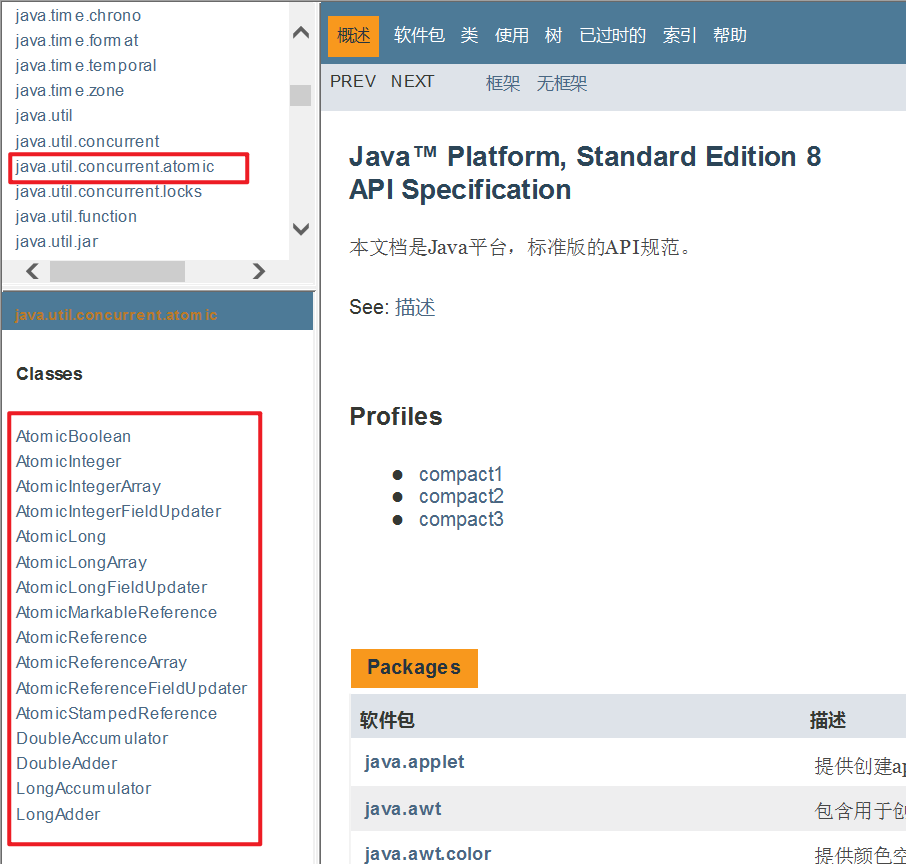 java.time.chrono
java.time.format
java.time.temporal
java.time.zone
java.util
java.util.concurrent
java.util.concurrent.atomic
java.util.concurrent.locks
java.util.function
java.util.jar
java.util.concurrent.atomic
Classes
AtomicBoolean
AtomicInteger
AtomicIntegerArray
AtomicIntegerFieldUpdater
AtomicLong
AtomicLongArray
AtomicLongFieldUpdater
AtomicMarkableReference
AtomicReference
AtomicReferenceArray
AtomicReferenceFieldUpdater
AtomicStampedReference
DoubleAccumulator
DoubleAdder
LongAccumulator
LongAdder
概述 软件包 类 使用 树 已过时的 索引 帮助
PREV NEXT 框架 无框架
Java™ Platform, Standard Edition 8
API Specification
本文档是Java平台，标准版的API规范。
See: 描述
Profiles
compact1
compact2
compact3
Packages
软件包 描述
java.applet 提供创建ap
java.awt 包含用于创
java.awt.color 提供颜色空